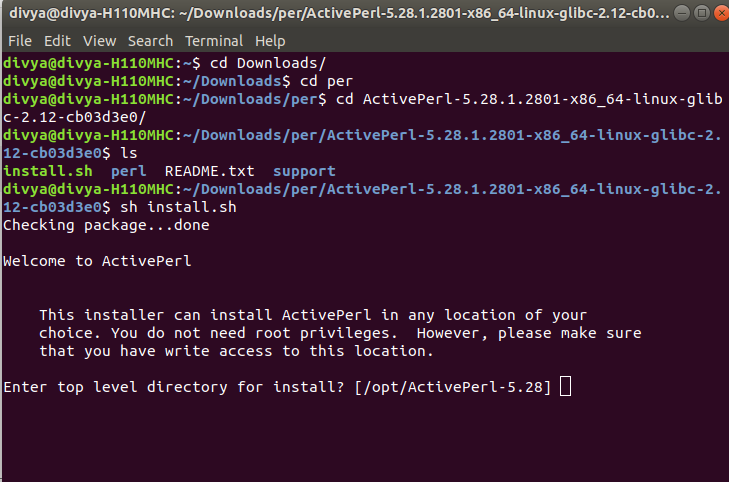 divya@divya-H110MHC: ~/Downloads/per/ActivePerl-5.28.1.2801-x86_64-linux-glibc-2.12-cb0...
File Edit View Search Terminal Help
divya@divya-H110MHC:~$ cd Downloads/
divya@divya-H110MHC:~/Downloads$ cd per
divya@divya-H110MHC:~/Downloads/per$ cd ActivePerl-5.28.1.2801-x86_64-linux-glib
c-2.12-cb03d3e0/
divya@divya-H110MHC:~/Downloads/per/ActivePerl-5.28.1.2801-x86_64-linux-glibc-2.
12-cb03d3e0$ ls
install.sh  perl  README.txt  support
divya@divya-H110MHC:~/Downloads/per/ActivePerl-5.28.1.2801-x86_64-linux-glibc-2.
12-cb03d3e0$ sh install.sh
Checking package...done
Welcome to ActivePerl
This installer can install ActivePerl in any location of your
choice. You do not need root privileges.  However, please make sure
that you have write access to this location.
Enter top level directory for install? [/opt/ActivePerl-5.28]